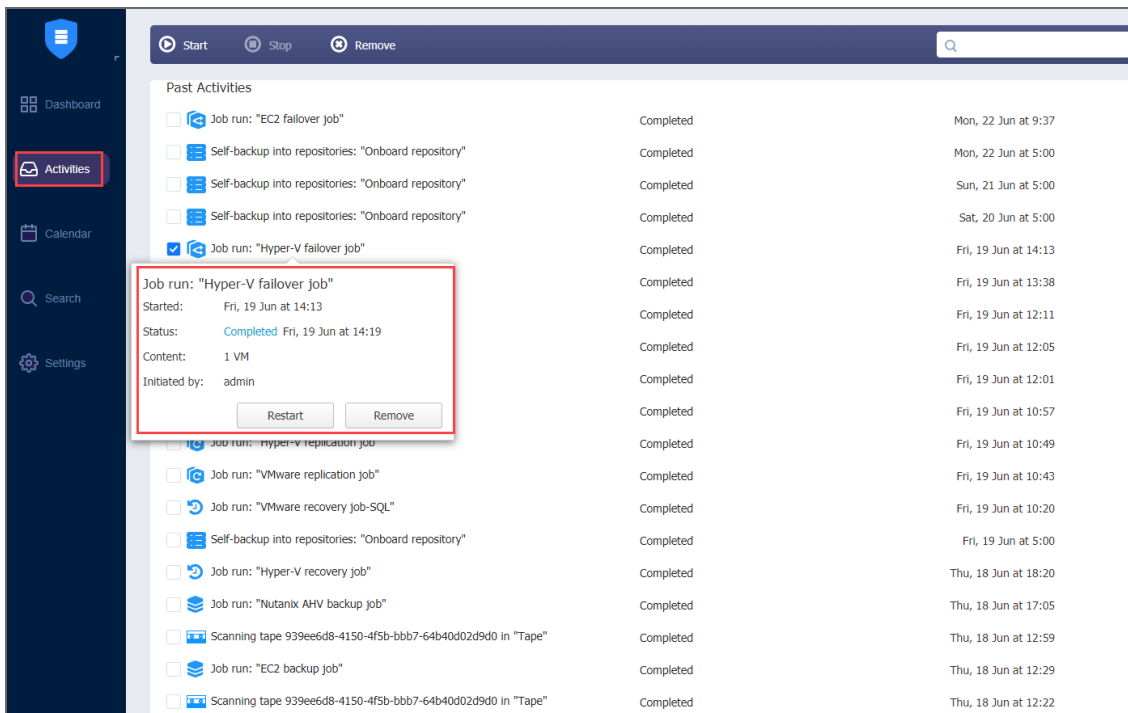 Start Stop Remove
Past Activities
Dashboard
Job run: "EC2 failover job" Completed Mon, 22 Jun at 9:37
Self-backup into repositories: "Onboard repository" Completed Mon, 22 Jun at 5:00
Activities
Self-backup into repositories: "Onboard repository" Completed Sun, 21 Jun at 5:00
Self-backup into repositories: "Onboard repository" Completed Sat, 20 Jun at 5:00
Calendar
Job run: "Hyper-V failover job" Completed Fri, 19 Jun at 14:13
Job run: "Hyper-V failover job"
Started: Fri, 19 Jun at 14:13
Status: Completed Fri, 19 Jun at 14:19
Content: 1 VM
Initiated by: admin
Restart Remove
Completed Fri, 19 Jun at 13:38
Search
Completed Fri, 19 Jun at 12:11
Completed Fri, 19 Jun at 12:05
Settings
Completed Fri, 19 Jun at 12:01
Completed Fri, 19 Jun at 10:57
Job run: "Hyper-V replication job" Completed Fri, 19 Jun at 10:49
Job run: "VMware replication job" Completed Fri, 19 Jun at 10:43
Job run: "VMware recovery job-SQL" Completed Fri, 19 Jun at 10:20
Self-backup into repositories: "Onboard repository" Completed Fri, 19 Jun at 5:00
Job run: "Hyper-V recovery job" Completed Thu, 18 Jun at 18:20
Job run: "Nutanix AHV backup job" Completed Thu, 18 Jun at 17:05
Scanning tape 939ee6d8-4150-4f5b-bbb7-64b40d02d9d0 in "Tape" Completed Thu, 18 Jun at 12:59
Job run: "EC2 backup job" Completed Thu, 18 Jun at 12:29
Scanning tape 939ee6d8-4150-4f5b-bbb7-64b40d02d9d0 in "Tape" Completed Thu, 18 Jun at 12:22